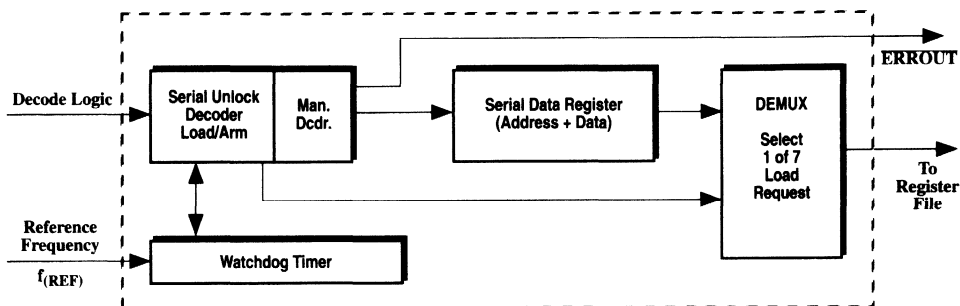 ERROUT
Decode Logic
Serial Unlock
Decoder
Load/Arm
Man.
Dcdr.
Serial Data Register
(Address + Data)
DEMUX
Select
1 of 7
Load
Request
To
Register
File
Reference
Frequency
f(REF)
Watchdog Timer